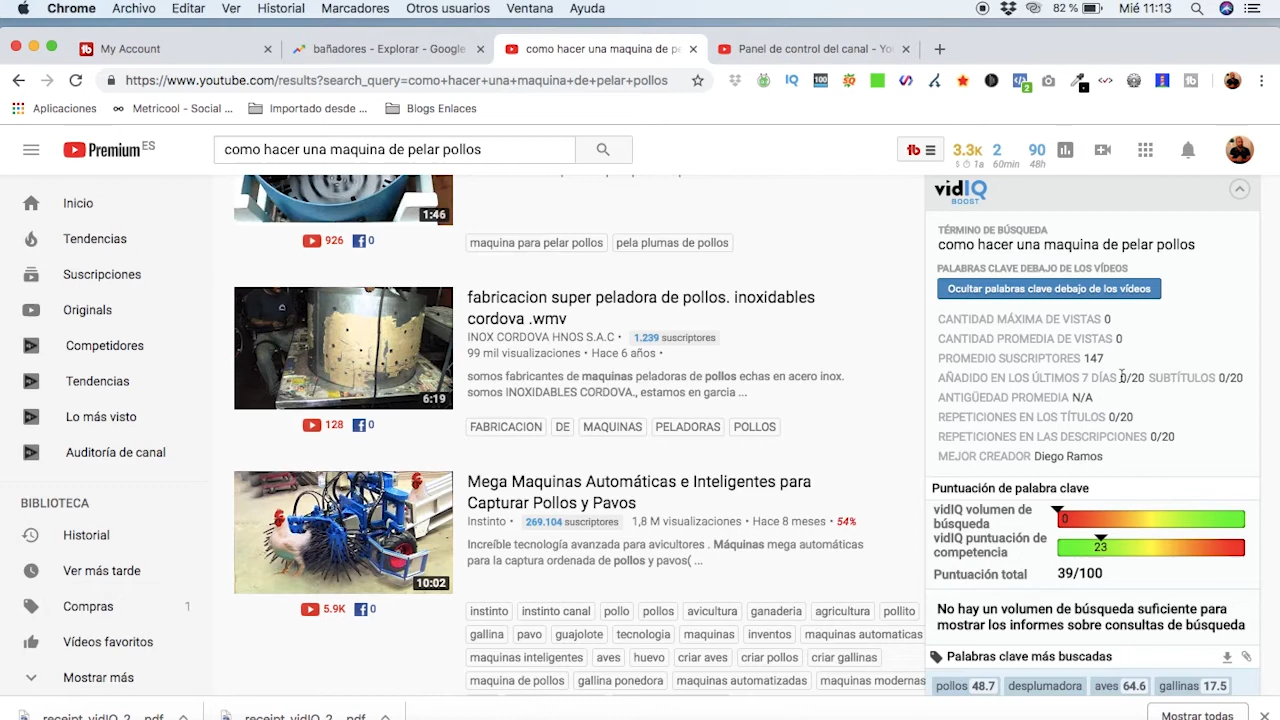 Chrome Archivo Editar Ver Historial Marcadores Otros usuarios Ventana Ayuda 82 % Mié 11:13
My Account bañadores - Explorar - Google como hacer una maquina de pe Panel de control del canal - Yo
https://www.youtube.com/results?search_query=como+hacer+una+maquina+de+pelar+pollos
Aplicaciones Metricool - Social ... Importado desde ... Blogs Enlaces
Premium ES como hacer una maquina de pelar pollos 3.3K 2 90
1a 60min 48h
Inicio
Tendencias
Suscripciones
Originals
Competidores
Tendencias
Lo más visto
Auditoría de canal
BIBLIOTECA
Historial
Ver más tarde
Compras 1
Vídeos favoritos
Mostrar más
1:46
926 0
maquina para pelar pollos pela plumas de pollos
fabricacion super peladora de pollos. inoxidables
cordova .wmv
INOX CORDOVA HNOS S.A.C • 1.239 suscriptores
99 mil visualizaciones • Hace 6 años •
somos fabricantes de maquinas peladoras de pollos echas en acero inox.
somos INOXIDABLES CORDOVA., estamos en garcia ...
6:19
128 0
FABRICACION DE MAQUINAS PELADORAS POLLOS
Mega Maquinas Automáticas e Inteligentes para
Capturar Pollos y Pavos
Instinto • 269.104 suscriptores 1,8 M visualizaciones • Hace 8 meses • 54%
Increíble tecnología avanzada para avicultores . Máquinas mega automáticas
para la captura ordenada de pollos y pavos( ...
10:02
5.9K 0
instinto instinto canal pollo pollos avicultura ganaderia agricultura pollito
gallina pavo guajolote tecnologia maquinas inventos maquinas automaticas
maquinas inteligentes aves huevo criar aves criar pollos criar gallinas
maquina de pollos gallina ponedora maquinas automatizadas maquinas modernas
vidIQ
BOOST
TÉRMINO DE BÚSQUEDA
como hacer una maquina de pelar pollos
PALABRAS CLAVE DEBAJO DE LOS VÍDEOS
Ocultar palabras clave debajo de los vídeos
CANTIDAD MÁXIMA DE VISTAS 0
CANTIDAD PROMEDIA DE VISTAS 0
PROMEDIO SUSCRIPTORES 147
AÑADIDO EN LOS ÚLTIMOS 7 DÍAS 0/20 SUBTÍTULOS 0/20
ANTIGÜEDAD PROMEDIA N/A
REPETICIONES EN LOS TÍTULOS 0/20
REPETICIONES EN LAS DESCRIPCIONES 0/20
MEJOR CREADOR Diego Ramos
Puntuación de palabra clave
vidIQ volumen de
búsqueda
0
vidIQ puntuación de
competencia
23
Puntuación total 39/100
No hay un volumen de búsqueda suficiente para
mostrar los informes sobre consultas de búsqueda
Palabras clave más buscadas
pollos 48.7 desplumadora aves 64.6 gallinas 17.5
receipt_vidIQ_2....pdf receipt_vidIQ_2....pdf Mostrar todas